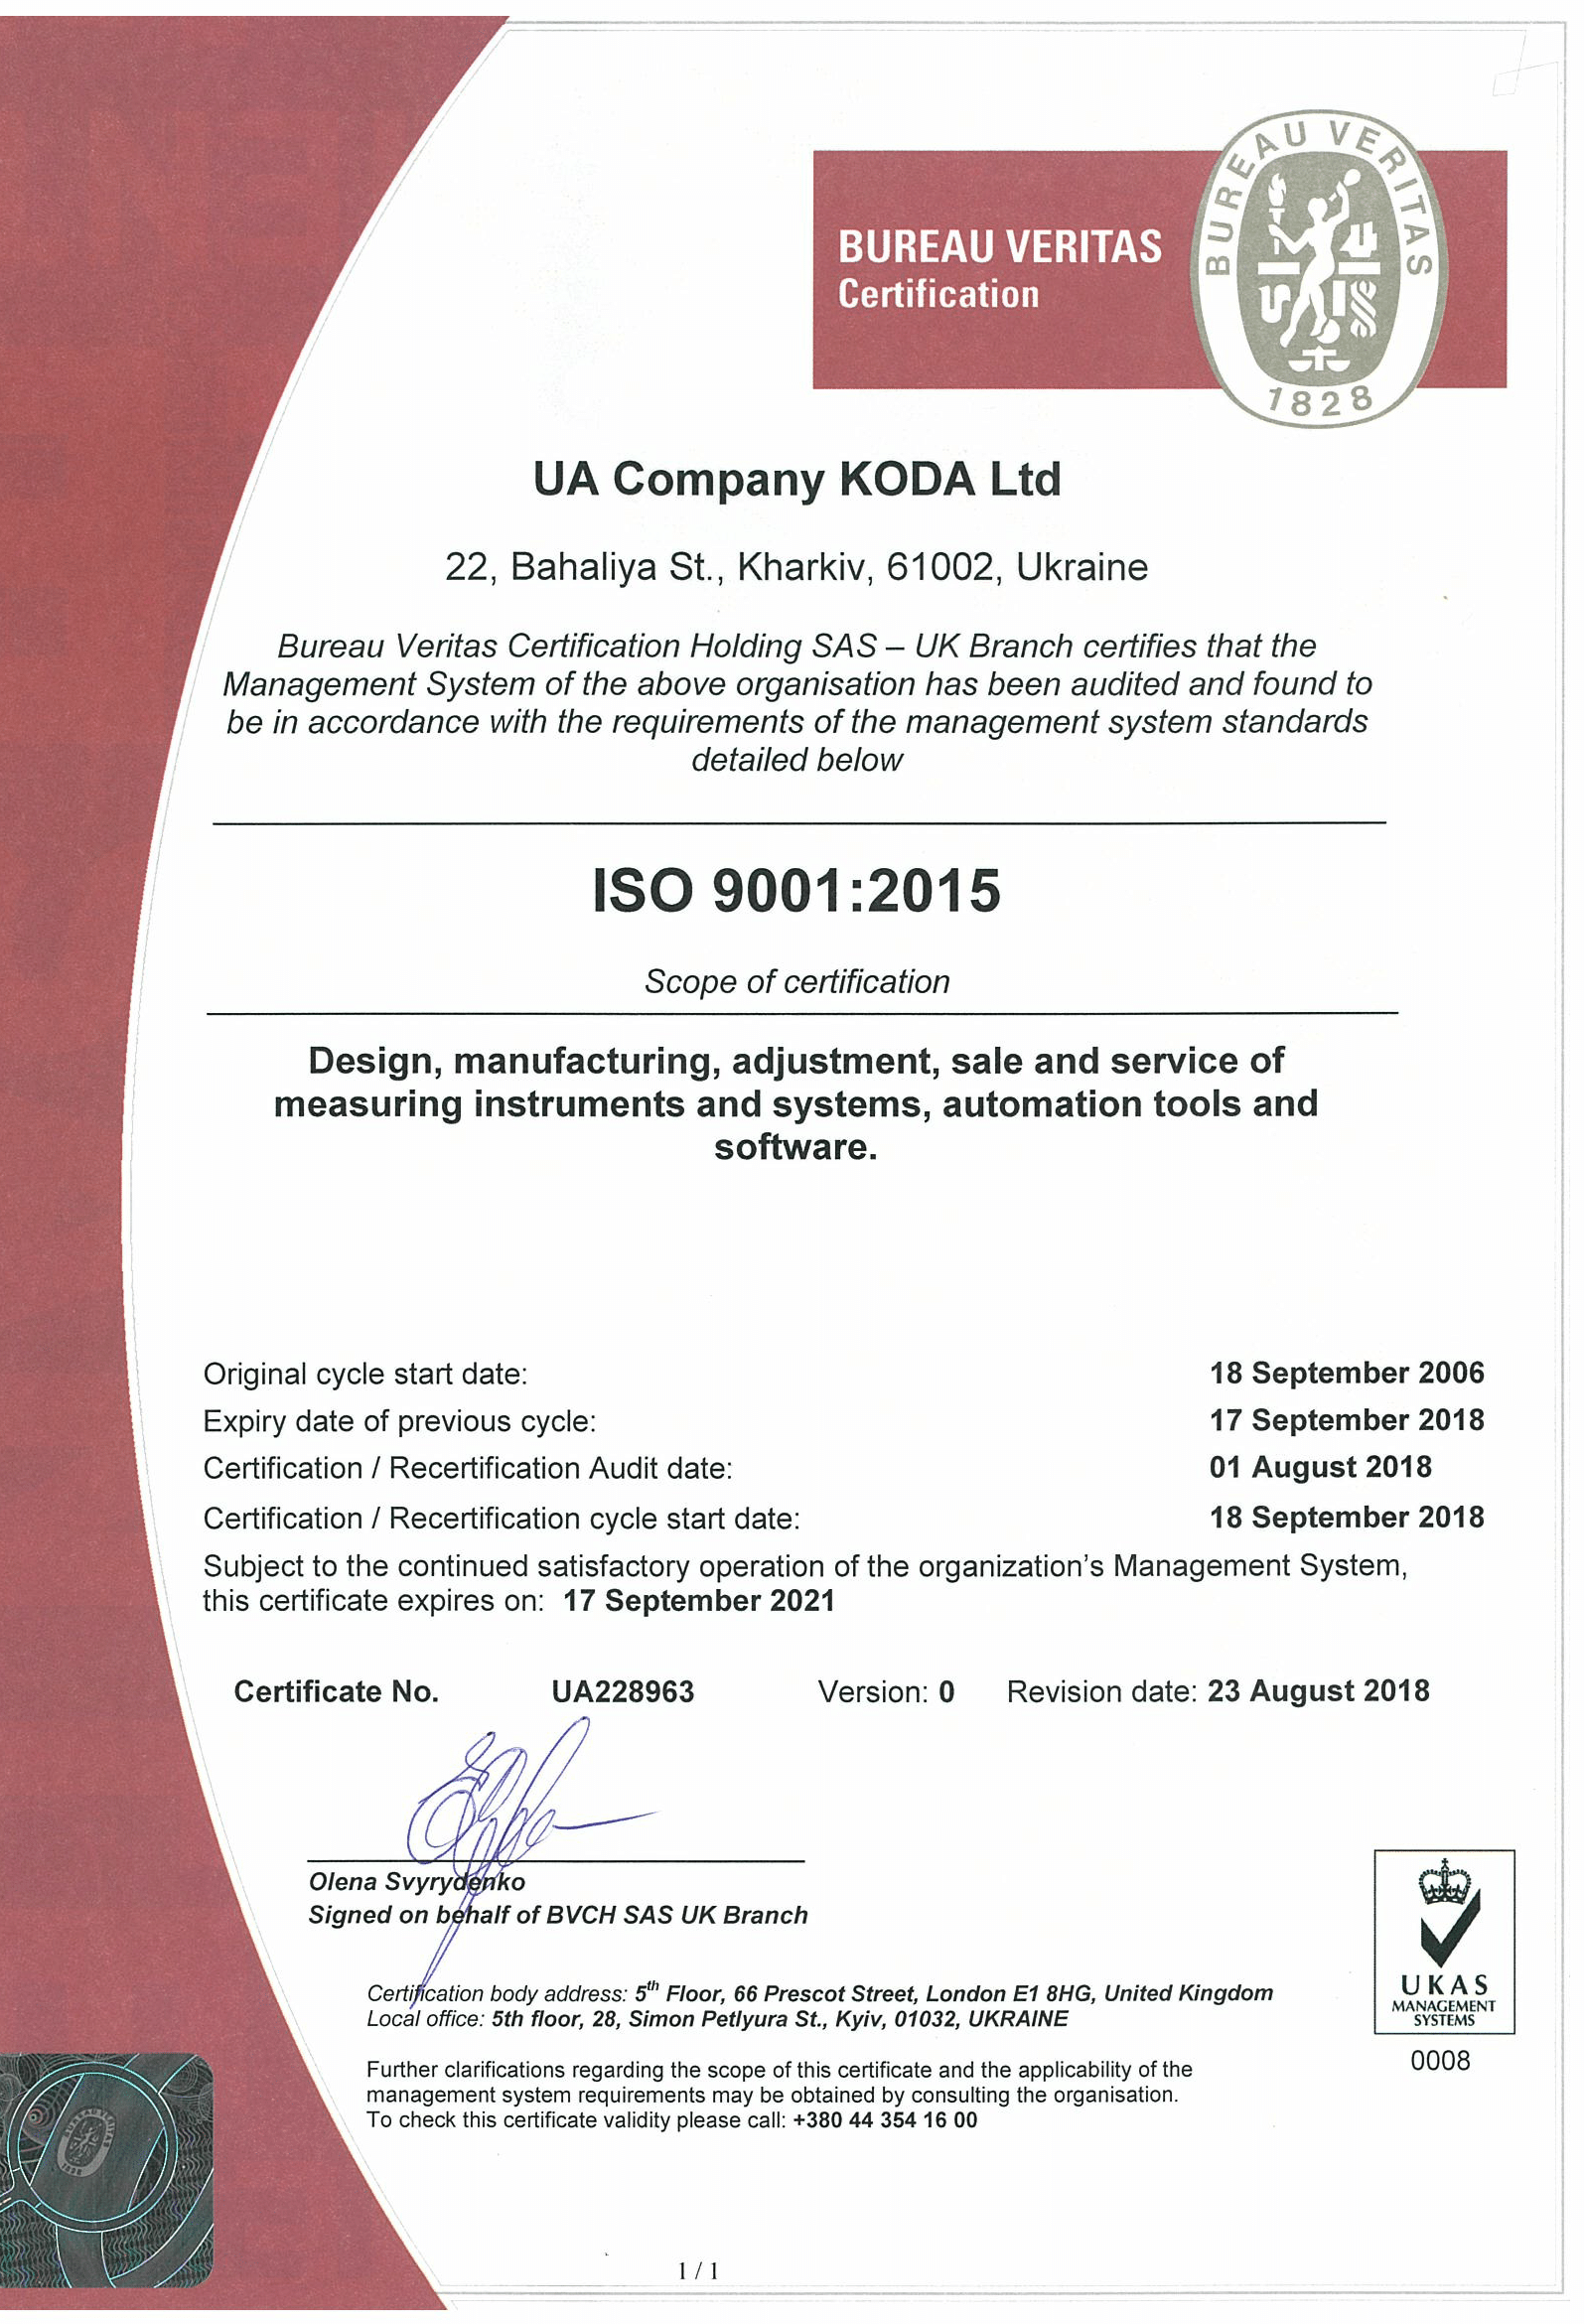 BUREAU VERITAS
Certification
BUREAU VERITAS
1828
UA Company KODA Ltd
22, Bahaliya St., Kharkiv, 61002, Ukraine
Bureau Veritas Certification Holding SAS – UK Branch certifies that the
Management System of the above organisation has been audited and found to
be in accordance with the requirements of the management system standards
detailed below
ISO 9001:2015
Scope of certification
Design, manufacturing, adjustment, sale and service of
measuring instruments and systems, automation tools and
software.
Original cycle start date: 18 September 2006
Expiry date of previous cycle: 17 September 2018
Certification / Recertification Audit date: 01 August 2018
Certification / Recertification cycle start date: 18 September 2018
Subject to the continued satisfactory operation of the organization's Management System,
this certificate expires on: 17 September 2021
Certificate No. UA228963 Version: 0 Revision date: 23 August 2018
Olena Svyrydenko
Signed on behalf of BVCH SAS UK Branch
Certification body address: 5th Floor, 66 Prescot Street, London E1 8HG, United Kingdom
Local office: 5th floor, 28, Simon Petlyura St., Kyiv, 01032, UKRAINE
Further clarifications regarding the scope of this certificate and the applicability of the
management system requirements may be obtained by consulting the organisation.
To check this certificate validity please call: +380 44 354 16 00
UKAS
MANAGEMENT
SYSTEMS
0008
BUREAU VERITAS
1828
1 / 1